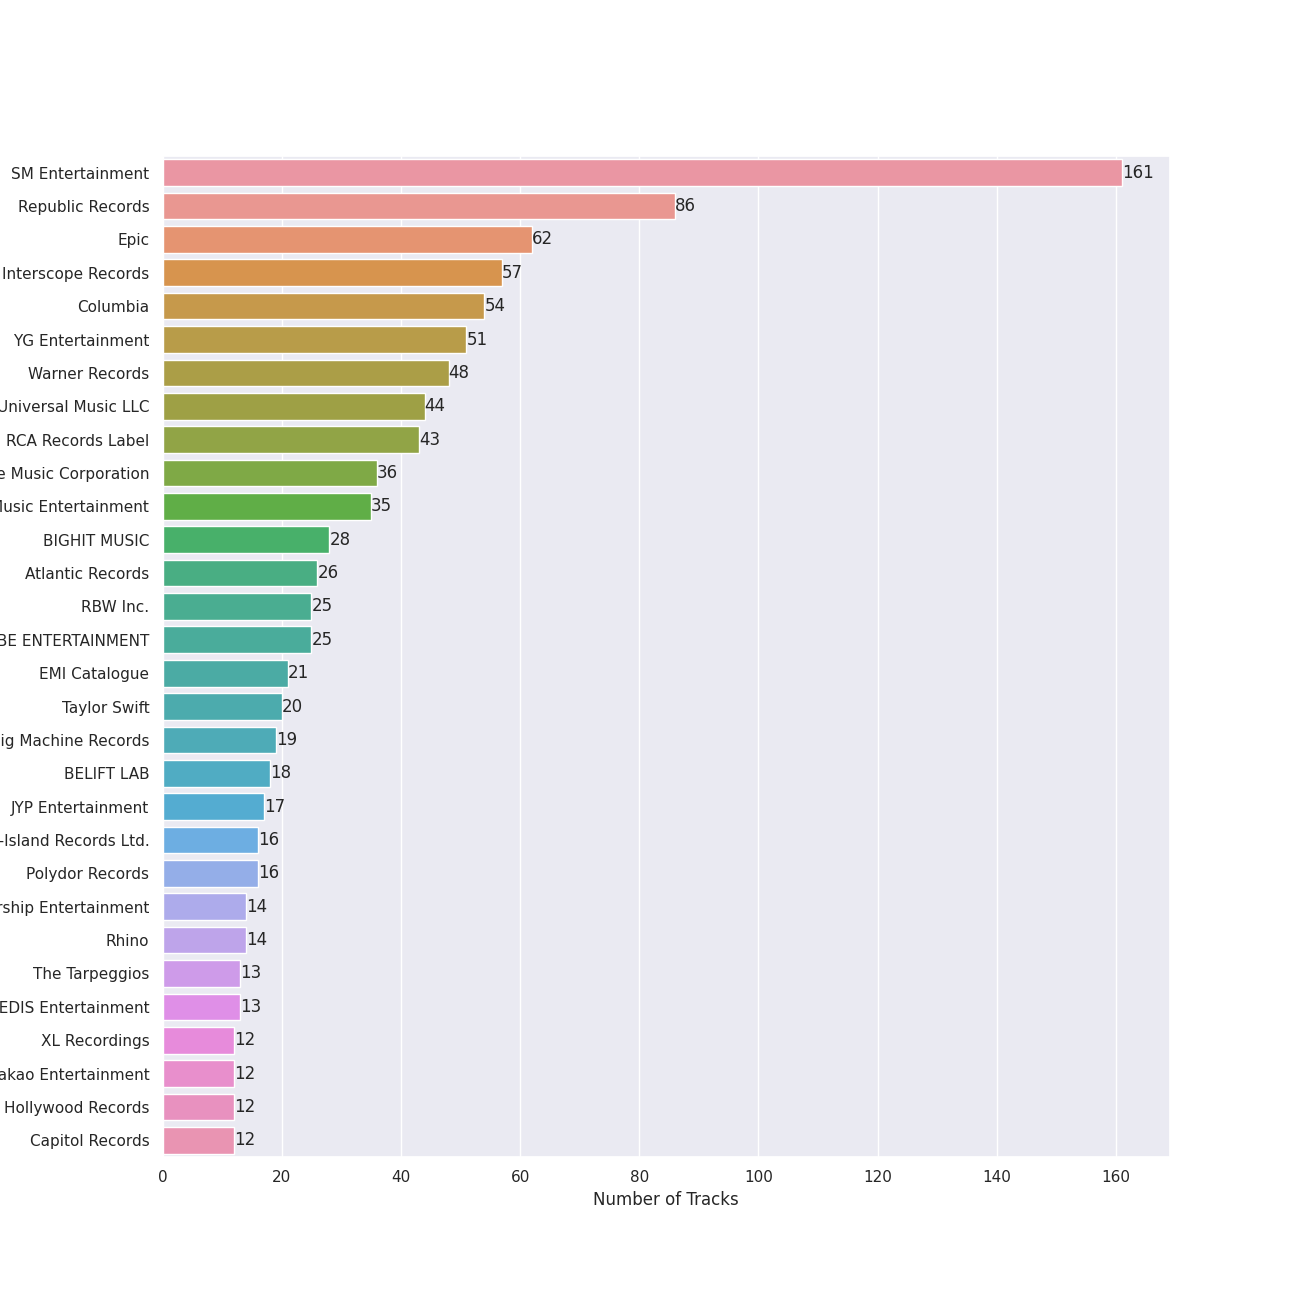 SM Entertainment 161
Republic Records 86
Epic 62
Interscope Records 57
Columbia 54
YG Entertainment 51
Warner Records 48
Universal Music LLC 44
RCA Records Label 43
e Music Corporation 36
Music Entertainment 35
BIGHIT MUSIC 28
Atlantic Records 26
RBW Inc. 25
BE ENTERTAINMENT 25
EMI Catalogue 21
Taylor Swift 20
ig Machine Records 19
BELIFT LAB 18
JYP Entertainment 17
-Island Records Ltd. 16
Polydor Records 16
rship Entertainment 14
Rhino 14
The Tarpeggios 13
EDIS Entertainment 13
XL Recordings 12
akao Entertainment 12
Hollywood Records 12
Capitol Records 12
0 20 40 60 80 100 120 140 160
Number of Tracks